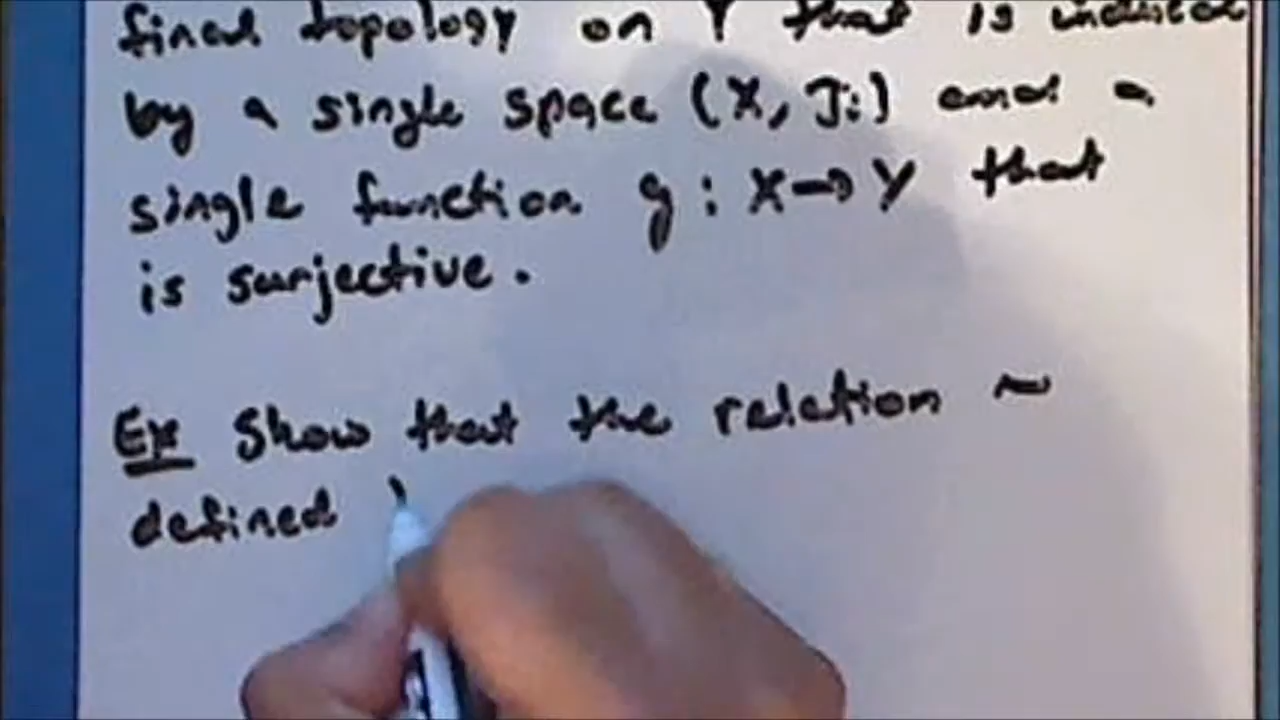 final topology on Y that is induced
by a single space (X, Ji) and a
single function g : X → Y that
is surjective.
Ex Show that the relation ~
defined